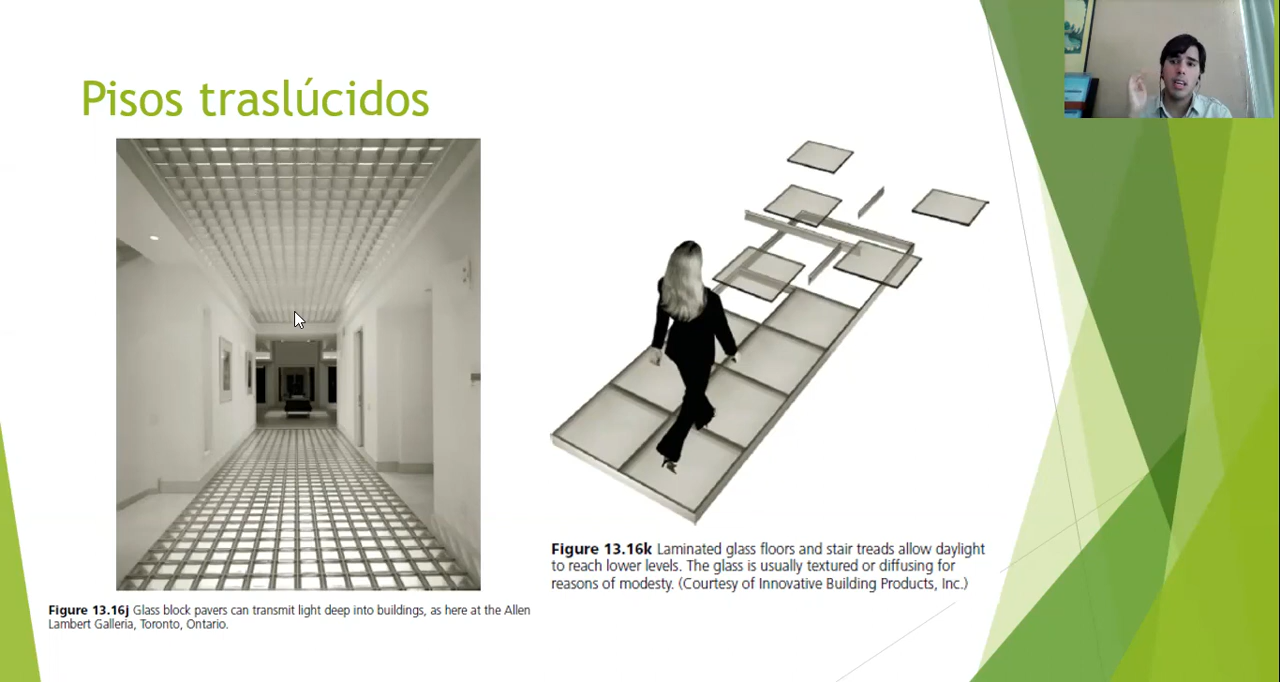 Pisos traslúcidos
Figure 13.16j Glass block pavers can transmit light deep into buildings, as here at the Allen
Lambert Galleria, Toronto, Ontario.
Figure 13.16k Laminated glass floors and stair treads allow daylight
to reach lower levels. The glass is usually textured or diffusing for
reasons of modesty. (Courtesy of Innovative Building Products, Inc.)